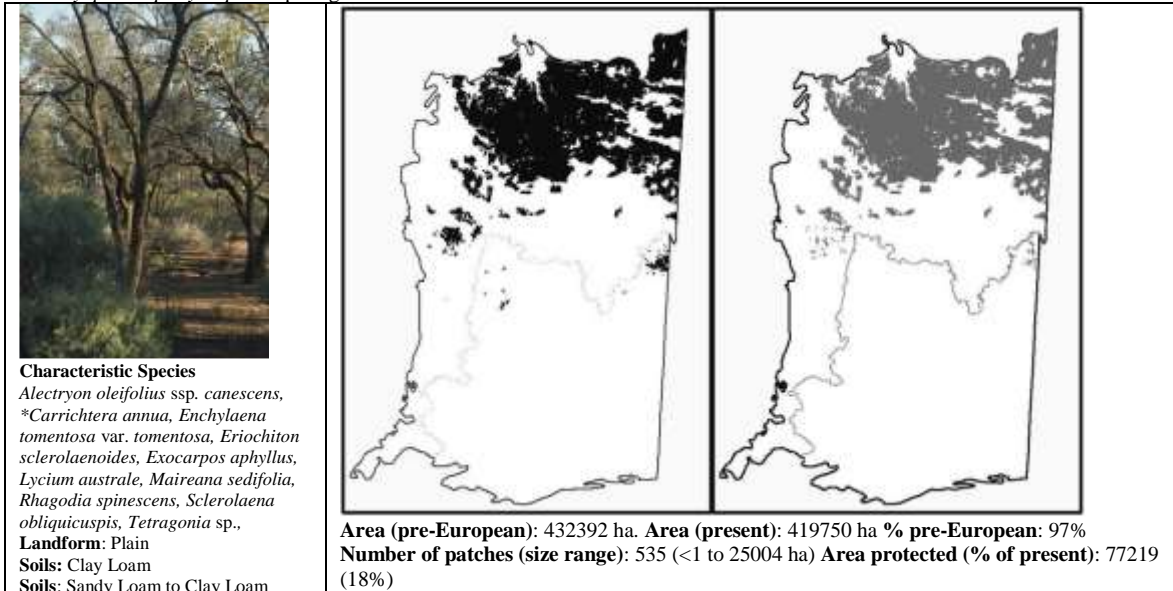 Characteristic Species
Alectryon oleifolius ssp. canescens,
*Carrichtera annua, Enchylaena
tomentosa var. tomentosa, Eriochiton
sclerolaenoides, Exocarpos aphyllus,
Lycium australe, Maireana sedifolia,
Rhagodia spinescens, Sclerolaena
obliquicuspis, Tetragonia sp.,
Landform: Plain
Soils: Clay Loam
Soils: Sandy Loam to Clay Loam
Area (pre-European): 432392 ha. Area (present): 419750 ha % pre-European: 97%
Number of patches (size range): 535 (<1 to 25004 ha) Area protected (% of present): 77219
(18%)